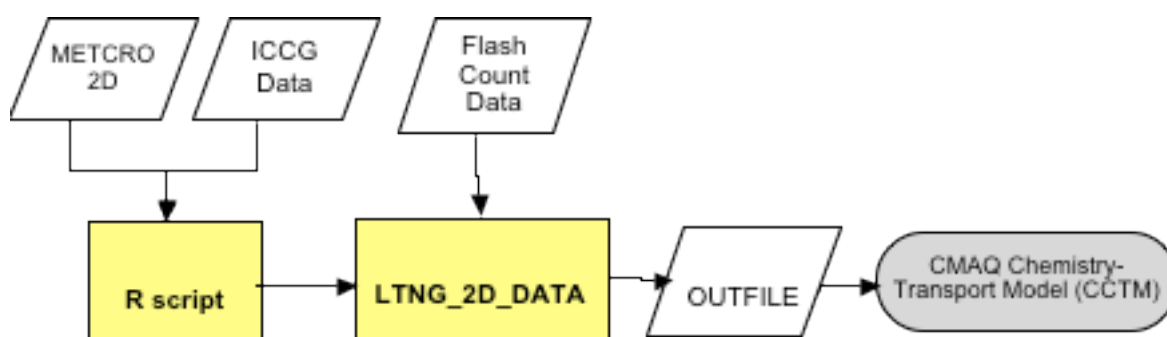 METCRO
2D
ICCG
Data
Flash
Count
Data
R script
LTNG_2D_DATA
OUTFILE
CMAQ Chemistry-
Transport Model (CCTM)